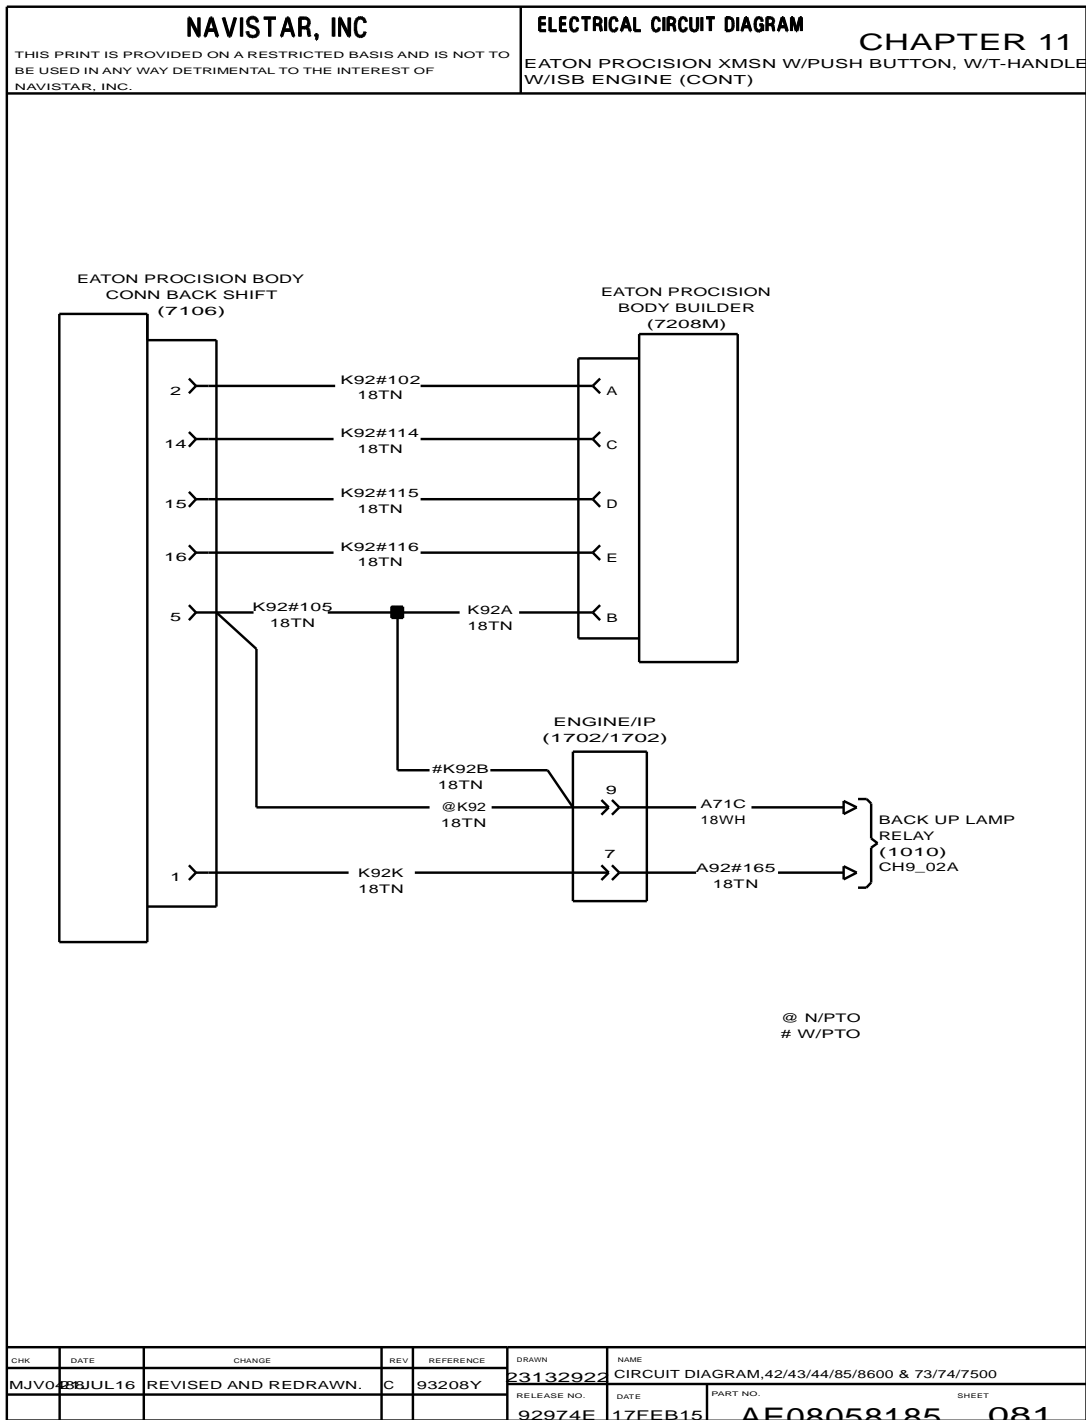 NAVISTAR, INC
THIS PRINT IS PROVIDED ON A RESTRICTED BASIS AND IS NOT TO
BE USED IN ANY WAY DETRIMENTAL TO THE INTEREST OF
NAVISTAR, INC.
ELECTRICAL CIRCUIT DIAGRAM
CHAPTER 11
EATON PROCISION XMSN W/PUSH BUTTON, W/T-HANDLE
W/ISB ENGINE (CONT)
EATON PROCISION BODY
CONN BACK SHIFT
(7106)
EATON PROCISION
BODY BUILDER
(7208M)
2 K92#102 A
18TN
14 K92#114 C
18TN
15 K92#115 D
18TN
16 K92#116 E
18TN
5 K92#105 K92A B
18TN 18TN
ENGINE/IP
(1702/1702)
#K92B
18TN
9
@K92 A71C
18TN 18WH
BACK UP LAMP
RELAY
(1010)
CH9_02A
7
1 K92K A92#165
18TN 18TN
@ N/PTO
# W/PTO
CHK DATE CHANGE REV REFERENCE DRAWN NAME
REVISED AND REDRAWN. C 93208Y 23132922 CIRCUIT DIAGRAM,42/43/44/85/8600 & 73/74/7500
RELEASE NO. DATE PART NO. SHEET
92974E 17FEB15 AE08058185 081